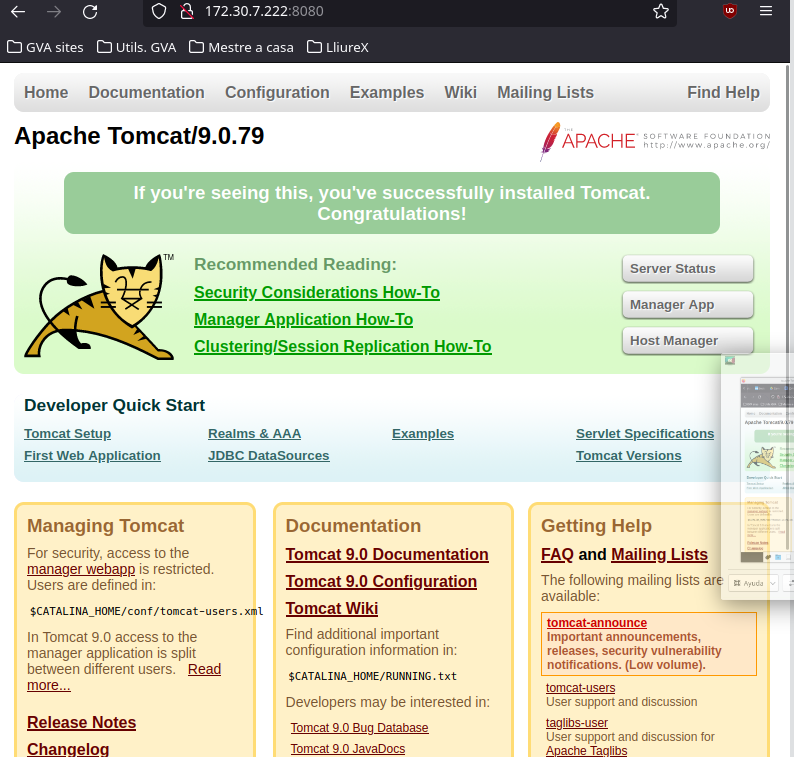 172.30.7.222:8080
GVA sites Utils. GVA Mestre a casa LliureX
Home Documentation Configuration Examples Wiki Mailing Lists Find Help
Apache Tomcat/9.0.79
THE
APACHE™ SOFTWARE FOUNDATION
http://www.apache.org/
If you're seeing this, you've successfully installed Tomcat.
Congratulations!
TM
Recommended Reading:
Security Considerations How-To
Manager Application How-To
Clustering/Session Replication How-To
Server Status
Manager App
Host Manager
Developer Quick Start
Tomcat Setup
First Web Application
Realms & AAA
JDBC DataSources
Examples
Servlet Specifications
Tomcat Versions
Apache Tomcat/9.0.79
Ayuda
Managing Tomcat
For security, access to the
manager webapp is restricted.
Users are defined in:
$CATALINA_HOME/conf/tomcat-users.xml
In Tomcat 9.0 access to the
manager application is split
between different users. Read
more...
Release Notes
Changelog
Documentation
Tomcat 9.0 Documentation
Tomcat 9.0 Configuration
Tomcat Wiki
Find additional important
configuration information in:
$CATALINA_HOME/RUNNING.txt
Developers may be interested in:
Tomcat 9.0 Bug Database
Tomcat 9.0 JavaDocs
Getting Help
FAQ and Mailing Lists
The following mailing lists are
available:
tomcat-announce
Important announcements,
releases, security vulnerability
notifications. (Low volume).
tomcat-users
User support and discussion
taglibs-user
User support and discussion for
Apache Taglibs